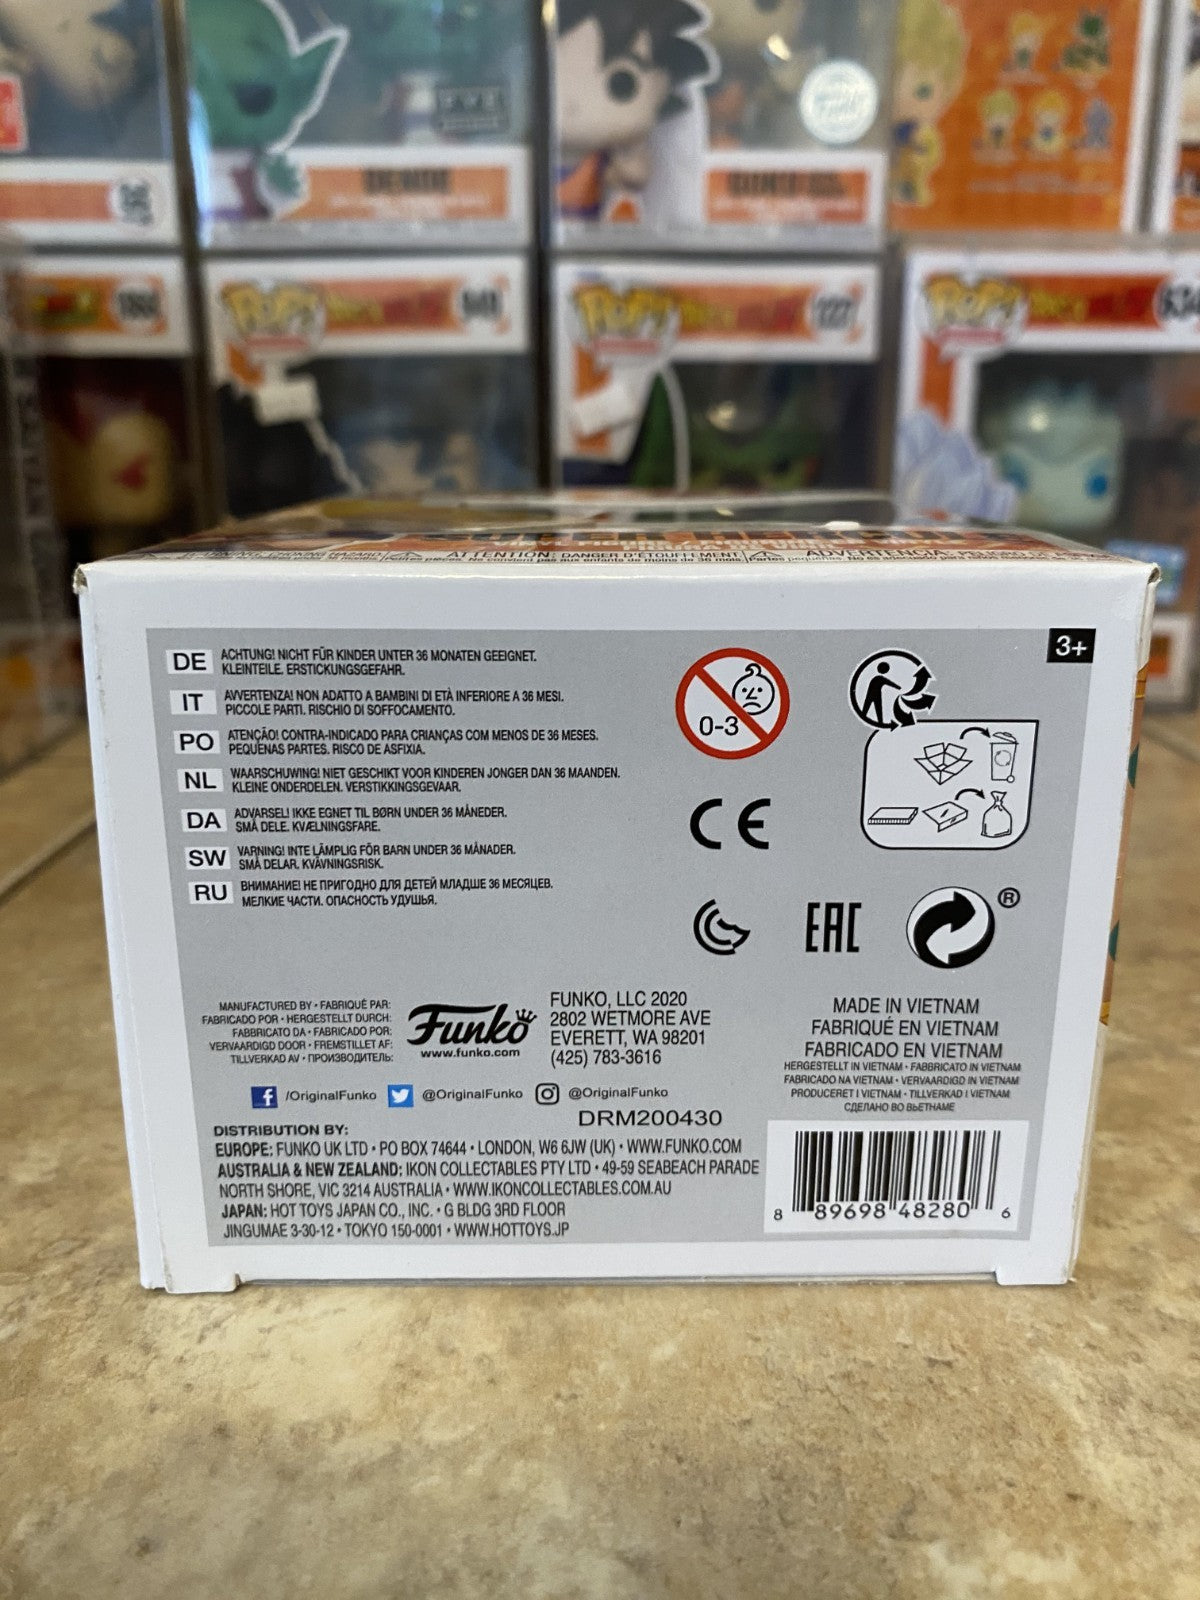 DENDE
POP!
POP!
POP!
ATTENTION: DANGER D'ÉTOUFFEMENT
ADVERTENCIA:
3+
DE ACHTUNG! NICHT FÜR KINDER UNTER 36 MONATEN GEEIGNET.
KLEINTEILE. ERSTICKUNGSGEFAHR.
IT AVVERTENZA! NON ADATTO A BAMBINI DI ETÀ INFERIORE A 36 MESI.
PICCOLE PARTI. RISCHIO DI SOFFOCAMENTO.
PO ATENÇÃO! CONTRA-INDICADO PARA CRIANÇAS COM MENOS DE 36 MESES.
PEQUENAS PARTES. RISCO DE ASFIXIA.
NL WAARSCHUWING! NIET GESCHIKT VOOR KINDEREN JONGER DAN 36 MAANDEN.
KLEINE ONDERDELEN. VERSTIKKINGSGEVAAR.
DA ADVARSEL! IKKE EGNET TIL BØRN UNDER 36 MÅNEDER.
SMÅ DELE. KVÆLNINGSFARE.
SW VARNING! INTE LÄMPLIG FÖR BARN UNDER 36 MÅNADER.
SMÅ DELAR. KVÄVNINGSRISK.
RU ВНИМАНИЕ! НЕ ПРИГОДНО ДЛЯ ДЕТЕЙ МЛАДШЕ 36 МЕСЯЦЕВ.
МЕЛКИЕ ЧАСТИ. ОПАСНОСТЬ УДУШЬЯ.
0-3
CE
EAC
®
MANUFACTURED BY • FABRIQUÉ PAR:
FABRICADO POR • HERGESTELLT DURCH:
FABBRICATO DA • FABRICADO POR:
VERVAARDIGD DOOR • FREMSTILLET AF:
TILLVERKAD AV • ПРОИЗВОДИТЕЛЬ:
Funko
www.funko.com
FUNKO, LLC 2020
2802 WETMORE AVE
EVERETT, WA 98201
(425) 783-3616
/OriginalFunko @OriginalFunko @OriginalFunko
DRM200430
MADE IN VIETNAM
FABRIQUÉ EN VIETNAM
FABRICADO EN VIETNAM
HERGESTELLT IN VIETNAM • FABBRICATO IN VIETNAM
FABRICADO NA VIETNAM • VERVAARDIGD IN VIETNAM
PRODUCERET I VIETNAM • TILLVERKAD I VIETNAM
СДЕЛАНО ВО ВЬЕТНАМЕ
DISTRIBUTION BY:
EUROPE: FUNKO UK LTD • PO BOX 74644 • LONDON, W6 6JW (UK) • WWW.FUNKO.COM
AUSTRALIA & NEW ZEALAND: IKON COLLECTABLES PTY LTD • 49-59 SEABEACH PARADE
NORTH SHORE, VIC 3214 AUSTRALIA • WWW.IKONCOLLECTABLES.COM.AU
JAPAN: HOT TOYS JAPAN CO., INC. • G BLDG 3RD FLOOR
JINGUMAE 3-30-12 • TOKYO 150-0001 • WWW.HOTTOYS.JP
8 89698 48280 6